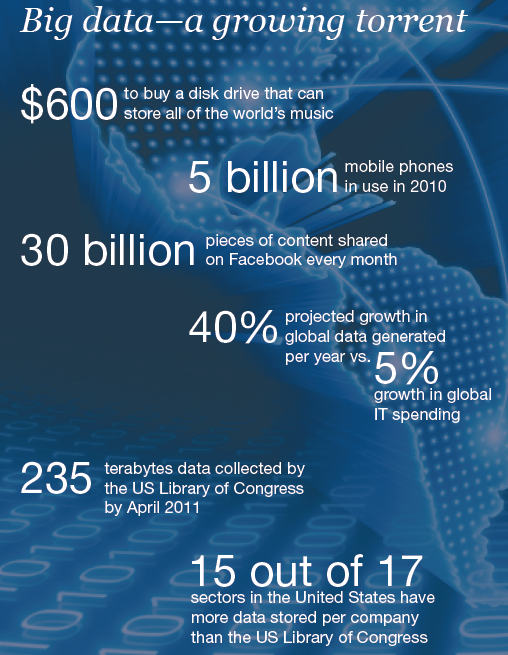 Big data—a growing torrent
$600 to buy a disk drive that can
store all of the world's music
5 billion mobile phones
in use in 2010
30 billion pieces of content shared
on Facebook every month
40% projected growth in
global data generated
per year vs. 5%
growth in global
IT spending
235 terabytes data collected by
the US Library of Congress
by April 2011
15 out of 17
sectors in the United States have
more data stored per company
than the US Library of Congress